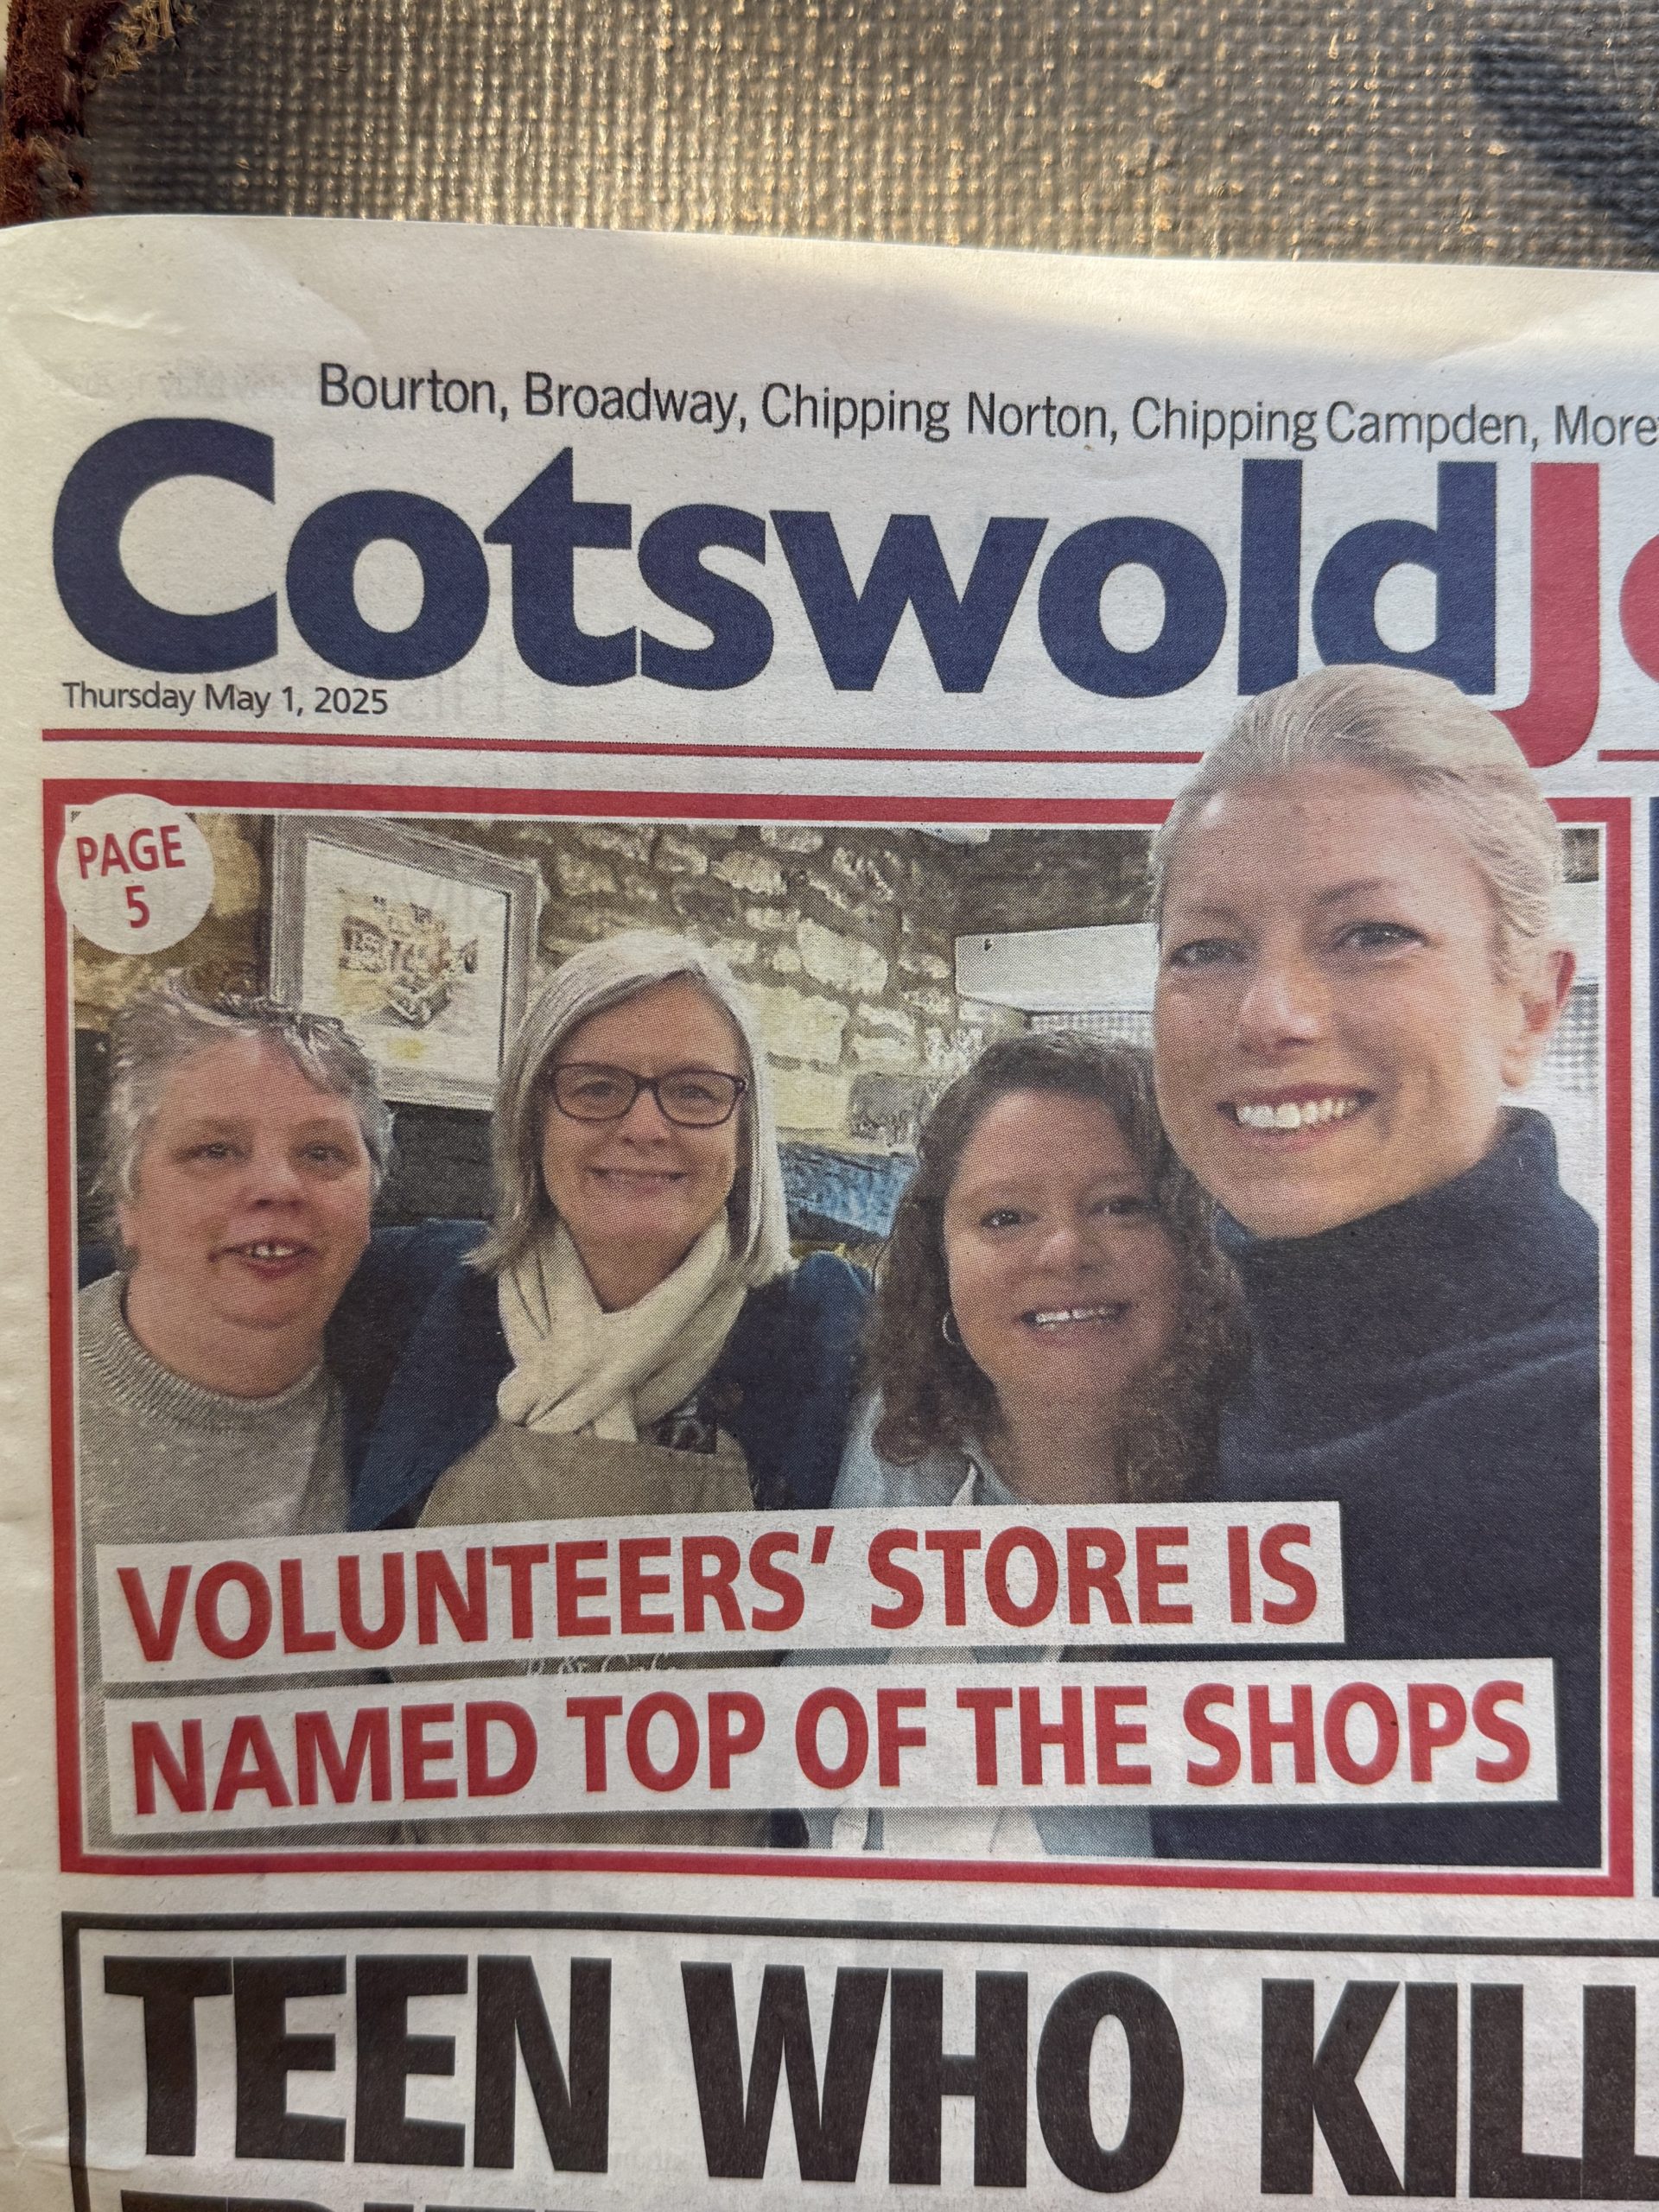 Bourton, Broadway, Chipping Norton, Chipping Campden,
Cotswold
Thursday May 1, 2025
PAGE
5
VOLUNTEERS' STORE IS
NAMED TOP OF THE SHOPS
TEEN WHO